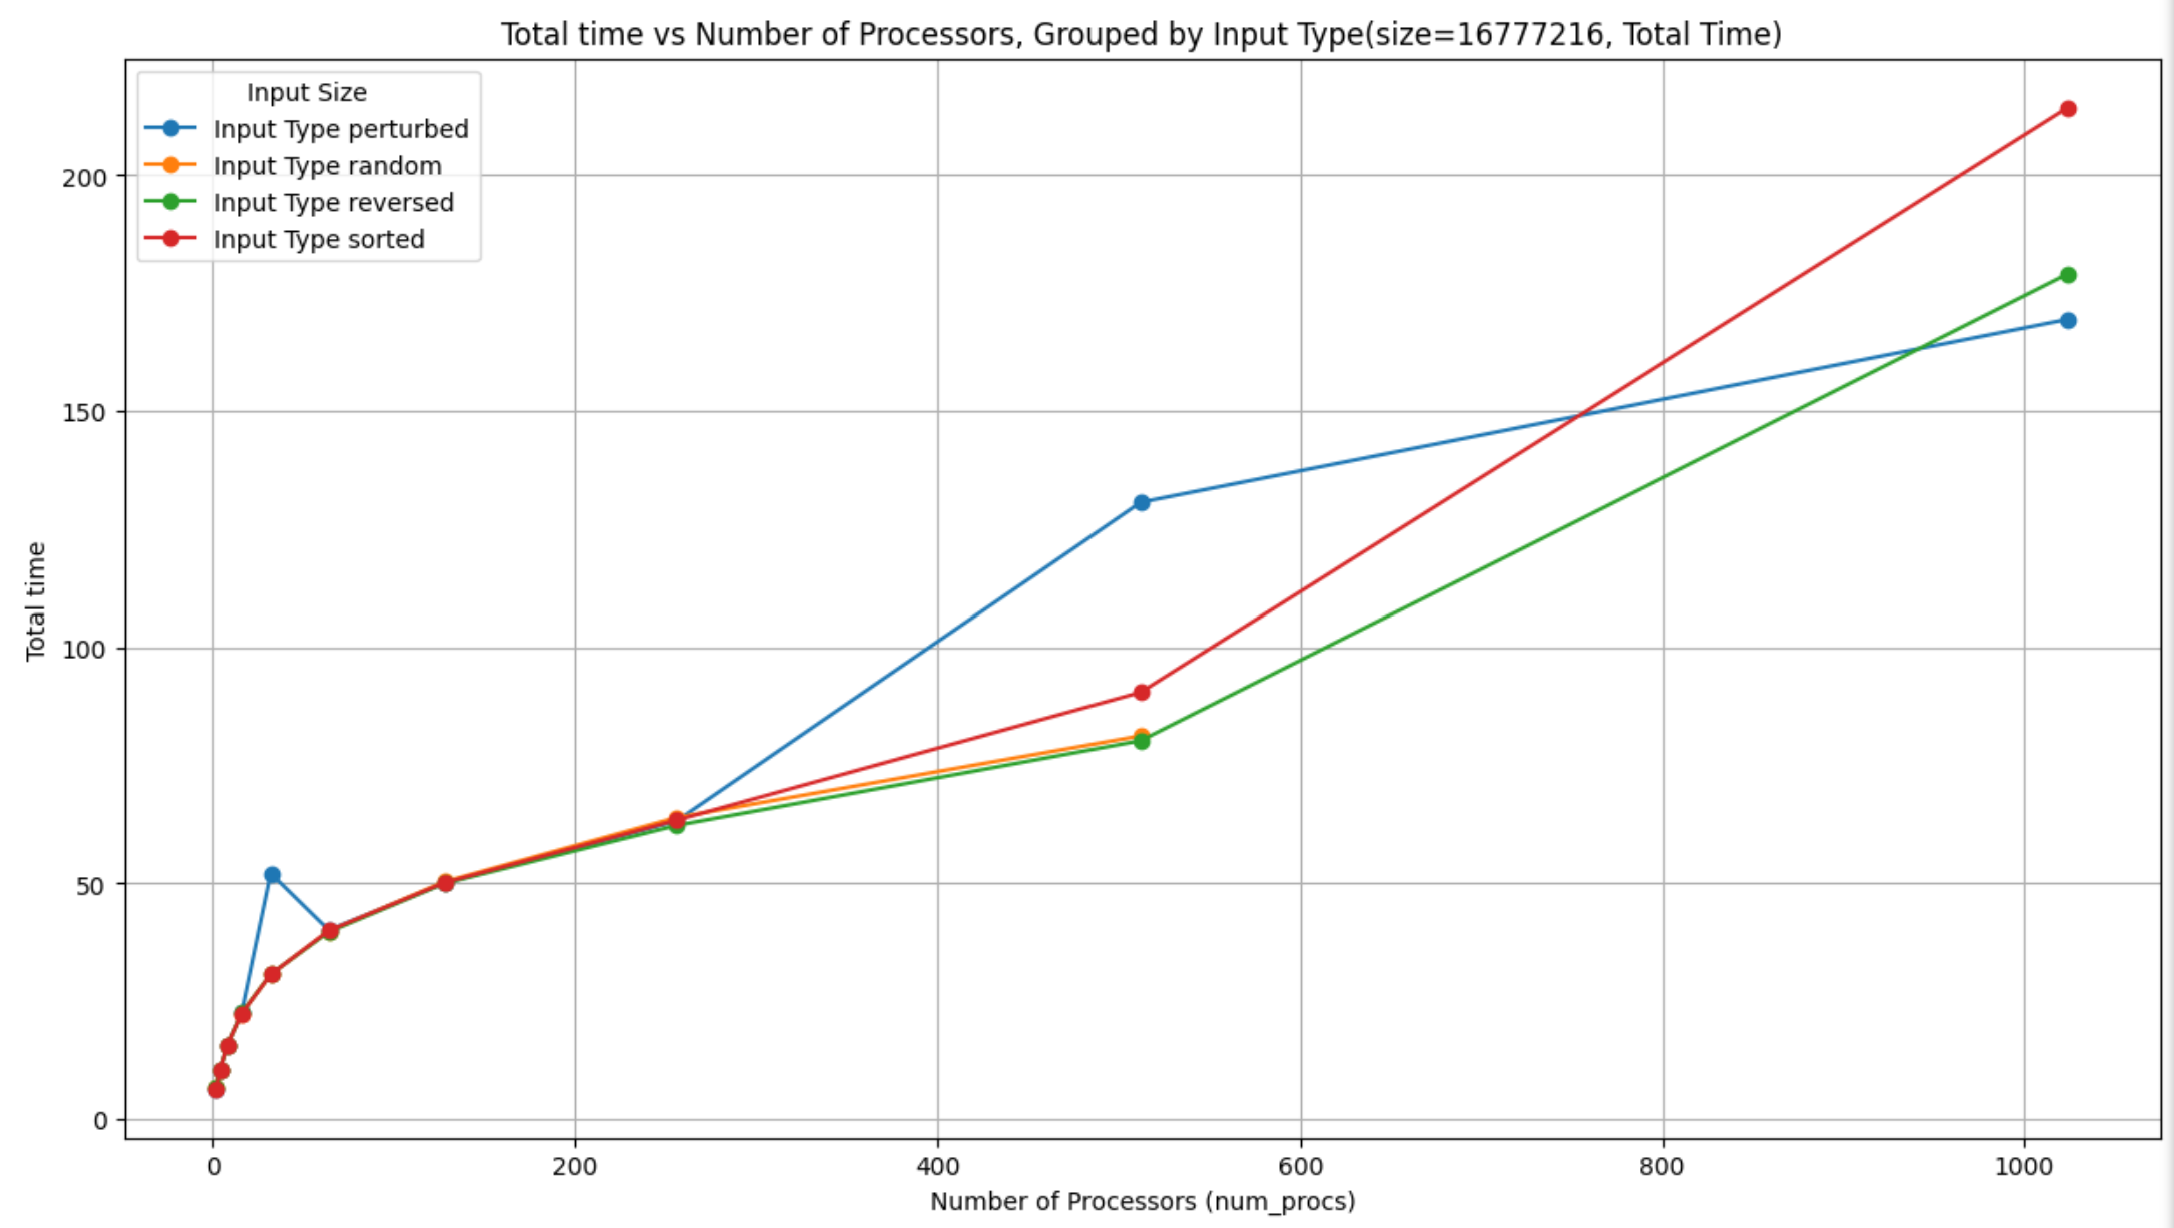 Total time vs Number of Processors, Grouped by Input Type(size=16777216, Total Time)
Input Size
Input Type perturbed
Input Type random
Input Type reversed
Input Type sorted
200
150
100
50
0
Total time
0 200 400 600 800 1000
Number of Processors (num_procs)